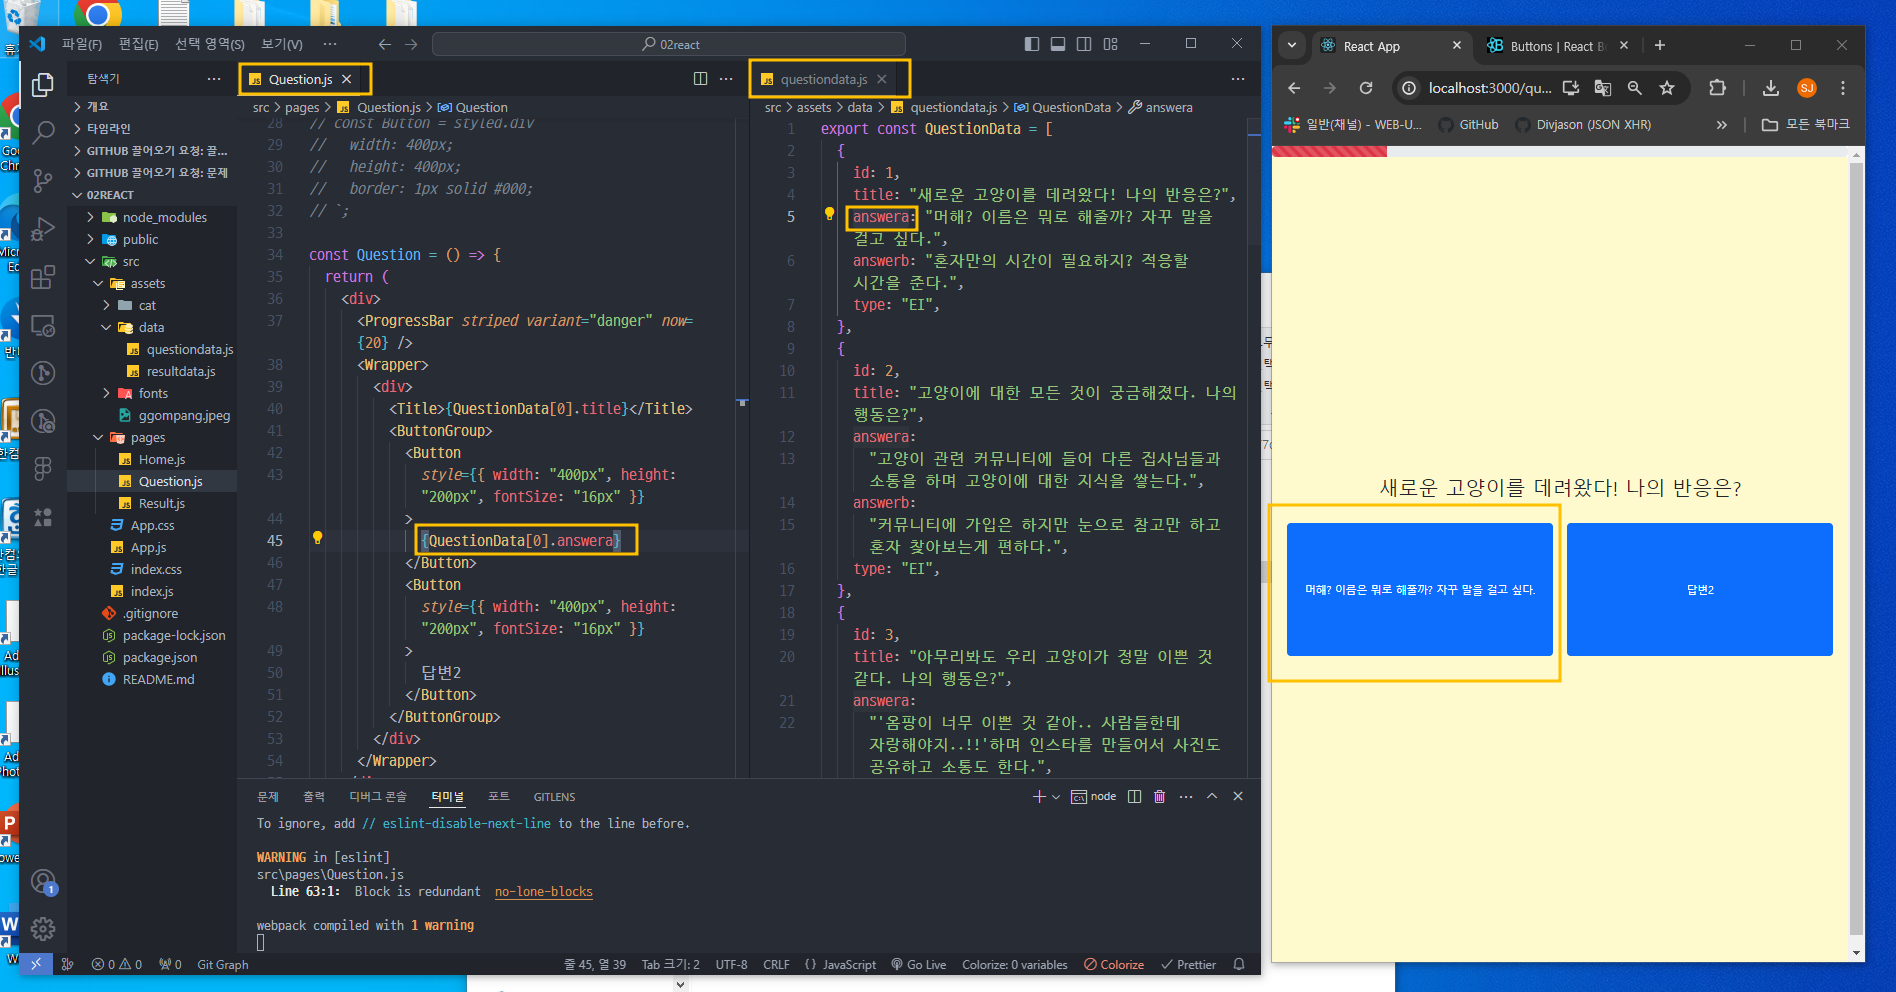 파일(F) 편집(E) 선택 영역(S) 보기(V) ··· 02react
탐색기 ···
개요
타임라인
GITHUB 끌어오기 요청: 끌...
GITHUB 끌어오기 요청: 문제
02REACT
node_modules
public
src
assets
cat
data
questiondata.js
resultdata.js
fonts
ggompang.jpeg
pages
Home.js
Question.js
Result.js
App.css
App.js
index.css
index.js
.gitignore
package-lock.json
package.json
README.md
1
Question.js
src > pages > Question.js > Question
28 // const Button = styled.div
29 // width: 400px;
30 // height: 400px;
31 // border: 1px solid #000;
32 // `;
33
34 const Question = () => {
35 return (
36 <div>
37 <ProgressBar striped variant="danger" now=
{20} />
38 <Wrapper>
39 <div>
40 <Title>{QuestionData[0].title}</Title>
41 <ButtonGroup>
42 <Button
43 style={{ width: "400px", height:
"200px", fontSize: "16px" }}
44 >
45 {QuestionData[0].answera}
46 </Button>
47 <Button
48 style={{ width: "400px", height:
"200px", fontSize: "16px" }}
49 >
50 답변2
51 </Button>
52 </ButtonGroup>
53 </div>
54 </Wrapper>
questiondata.js
src > assets > data > questiondata.js > QuestionData > answera
1 export const QuestionData = [
2 {
3 id: 1,
4 title: "새로운 고양이를 데려왔다! 나의 반응은?",
5 answera: "머해? 이름은 뭐로 해줄까? 자꾸 말을
걸고 싶다.",
6 answerb: "혼자만의 시간이 필요하지? 적응할
시간을 준다.",
7 type: "EI",
8 },
9 {
10 id: 2,
11 title: "고양이에 대한 모든 것이 궁금해졌다. 나의
행동은?",
12 answera:
13 "고양이 관련 커뮤니티에 들어 다른 집사님들과
소통을 하며 고양이에 대한 지식을 쌓는다.",
14 answerb:
15 "커뮤니티에 가입은 하지만 눈으로 참고만 하고
혼자 찾아보는게 편하다.",
16 type: "EI",
17 },
18 {
19 id: 3,
20 title: "아무리봐도 우리 고양이가 정말 이쁜 것
같다. 나의 행동은?",
21 answera:
22 "'옴팡이 너무 이쁜 것 같아.. 사람들한테
자랑해야지..!!'하며 인스타를 만들어서 사진도
공유하고 소통도 한다.",
문제 출력 디버그 콘솔 터미널 포트 GITLENS node
To ignore, add // eslint-disable-next-line to the line before.
WARNING in [eslint]
src\pages\Question.js
Line 63:1: Block is redundant no-lone-blocks
webpack compiled with 1 warning
0 0 0 Git Graph 줄 45, 열 39 Tab 크기: 2 UTF-8 CRLF {} JavaScript Go Live Colorize: 0 variables Colorize Prettier
React App Buttons | React B
localhost:3000/qu... SJ
일반(채널) - WEB-U... GitHub Divjason (JSON XHR) » 모든 북마크
새로운 고양이를 데려왔다! 나의 반응은?
머해? 이름은 뭐로 해줄까? 자꾸 말을 걸고 싶다.
답변2